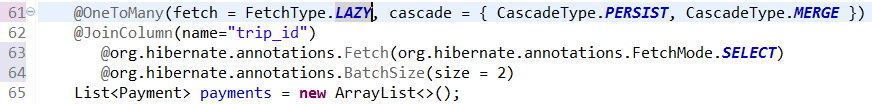 61 @OneToMany(fetch = FetchType.LAZY, cascade = { CascadeType.PERSIST, CascadeType.MERGE })
62 @JoinColumn(name="trip_id")
63 @org.hibernate.annotations.Fetch(org.hibernate.annotations.FetchMode.SELECT)
64 @org.hibernate.annotations.BatchSize(size = 2)
65 List<Payment> payments = new ArrayList<>();